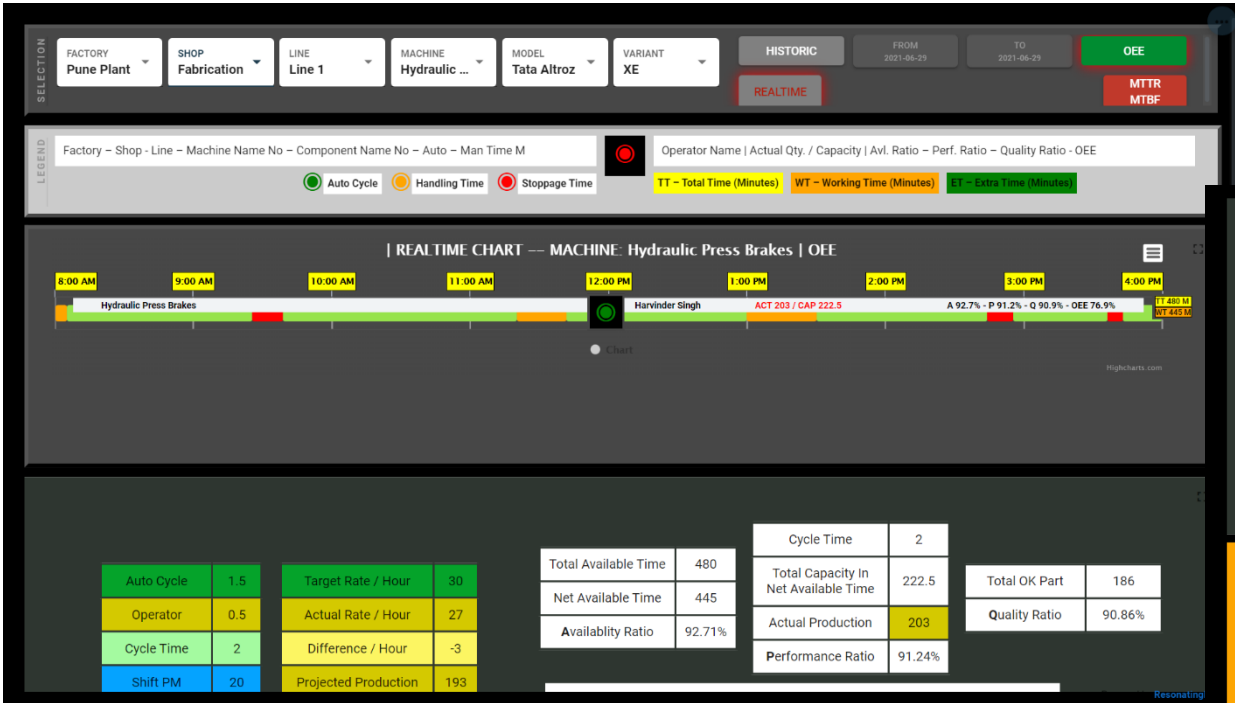 SELECTION
FACTORY
Pune Plant
SHOP
Fabrication
LINE
Line 1
MACHINE
Hydraulic ...
MODEL
Tata Altroz
VARIANT
XE
HISTORIC
FROM
2021-06-29
TO
2021-06-29
OEE
REALTIME
MTTR
MTBF
LEGEND
Factory – Shop - Line – Machine Name No – Component Name No – Auto – Man Time M
Operator Name | Actual Qty. / Capacity | Avl. Ratio – Perf. Ratio – Quality Ratio - OEE
Auto Cycle
Handling Time
Stoppage Time
TT – Total Time (Minutes)
WT – Working Time (Minutes)
ET – Extra Time (Minutes)
| REALTIME CHART –– MACHINE: Hydraulic Press Brakes | OEE
8:00 AM 9:00 AM 10:00 AM 11:00 AM 12:00 PM 1:00 PM 2:00 PM 3:00 PM 4:00 PM
Hydraulic Press Brakes
Harvinder Singh
ACT 203 / CAP 222.5
A 92.7% - P 91.2% - Q 90.9% - OEE 76.9%
TT 480 M
WT 445 M
Chart
Highcharts.com
Auto Cycle 1.5
Operator 0.5
Cycle Time 2
Shift PM 20
Target Rate / Hour 30
Actual Rate / Hour 27
Difference / Hour -3
Projected Production 193
Total Available Time 480
Net Available Time 445
Availablity Ratio 92.71%
Cycle Time 2
Total Capacity In
Net Available Time 222.5
Actual Production 203
Performance Ratio 91.24%
Total OK Part 186
Quality Ratio 90.86%
Resonating